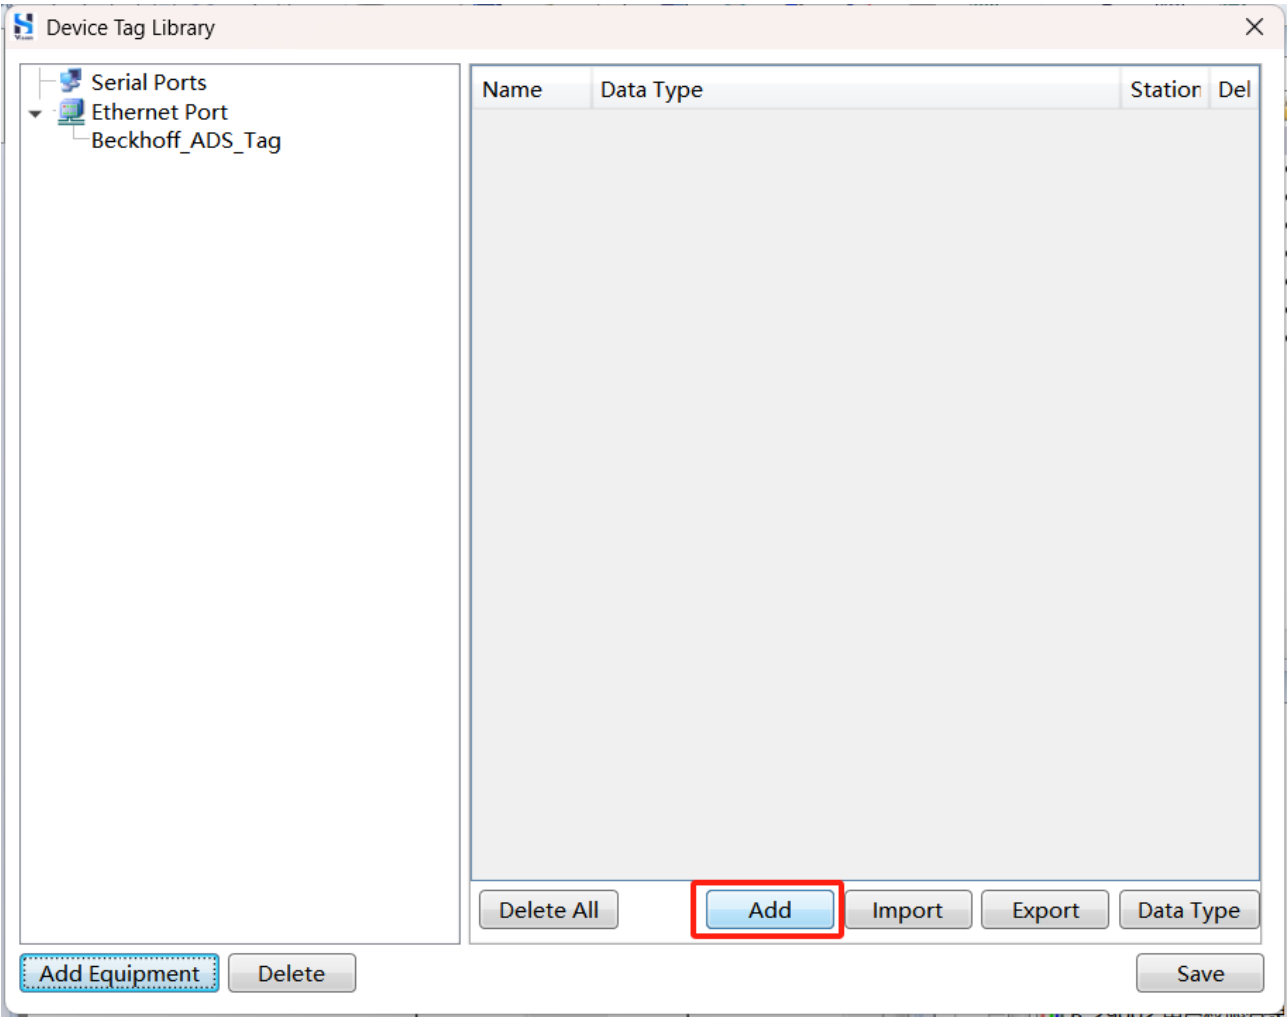 Device Tag Library
Serial Ports
Ethernet Port
Beckhoff_ADS_Tag
Name Data Type Station Del
Delete All Add Import Export Data Type
Add Equipment Delete Save